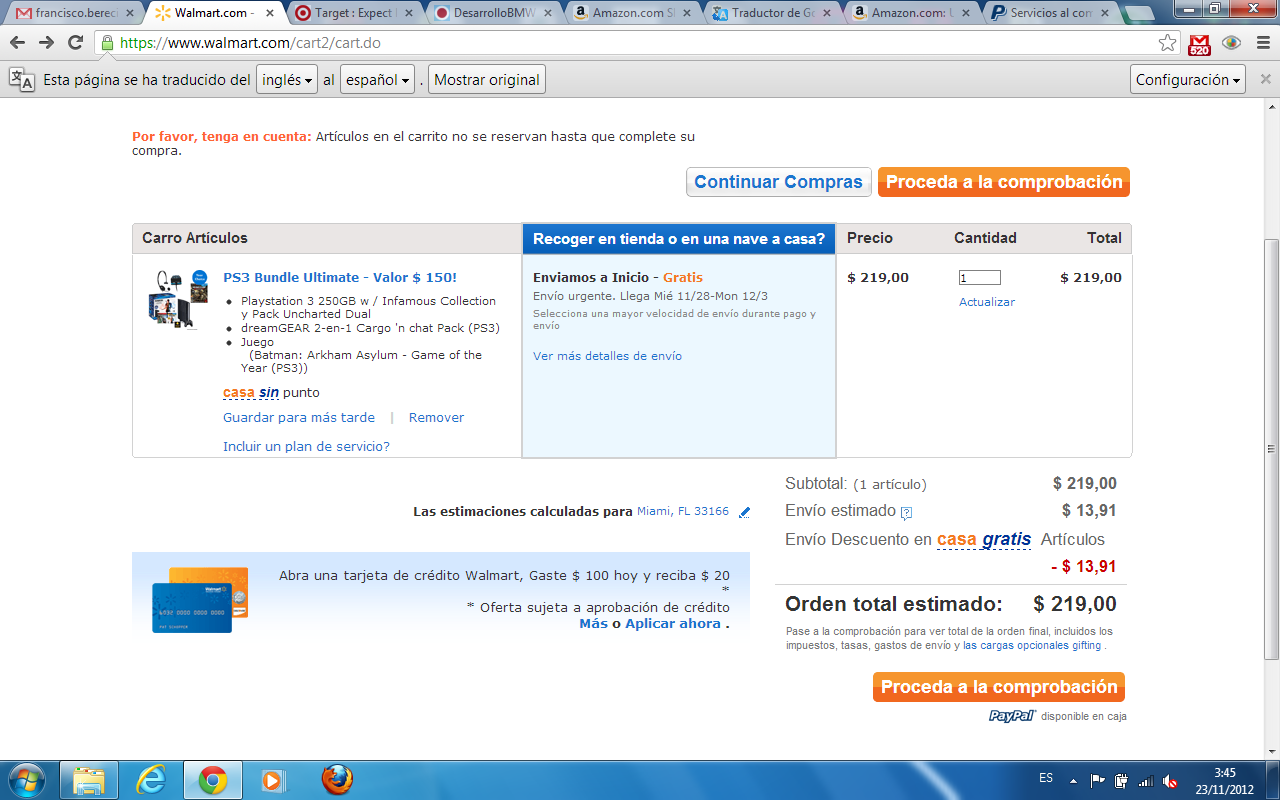 francisco.berec
Walmart.com -
Target : Expect
DesarrolloBMW
Amazon.com S
Traductor de Go
Amazon.com:
Servicios al com
https://www.walmart.com/cart2/cart.do
520
Esta página se ha traducido del inglés al español . Mostrar original Configuración
Por favor, tenga en cuenta: Artículos en el carrito no se reservan hasta que complete su
compra.
Continuar Compras Proceda a la comprobación
Carro Artículos Recoger en tienda o en una nave a casa? Precio Cantidad Total
PS3 Bundle Ultimate - Valor $ 150! Enviamos a Inicio - Gratis $ 219,00 1 $ 219,00
Playstation 3 250GB w / Infamous Collection
y Pack Uncharted Dual
dreamGEAR 2-en-1 Cargo 'n chat Pack (PS3)
Juego
(Batman: Arkham Asylum - Game of the
Year (PS3))
casa sin punto
Guardar para más tarde | Remover
Incluir un plan de servicio?
Envío urgente. Llega Mié 11/28-Mon 12/3
Selecciona una mayor velocidad de envío durante pago y
envío
Ver más detalles de envío
Actualizar
Las estimaciones calculadas para Miami, FL 33166
Abra una tarjeta de crédito Walmart, Gaste $ 100 hoy y reciba $ 20
*
* Oferta sujeta a aprobación de crédito
Más o Aplicar ahora .
Subtotal: (1 artículo) $ 219,00
Envío estimado $ 13,91
Envío Descuento en casa gratis Artículos
- $ 13,91
Orden total estimado: $ 219,00
Pase a la comprobación para ver total de la orden final, incluidos los
impuestos, tasas, gastos de envío y las cargas opcionales gifting .
Proceda a la comprobación
PayPal disponible en caja
ES
3:45
23/11/2012